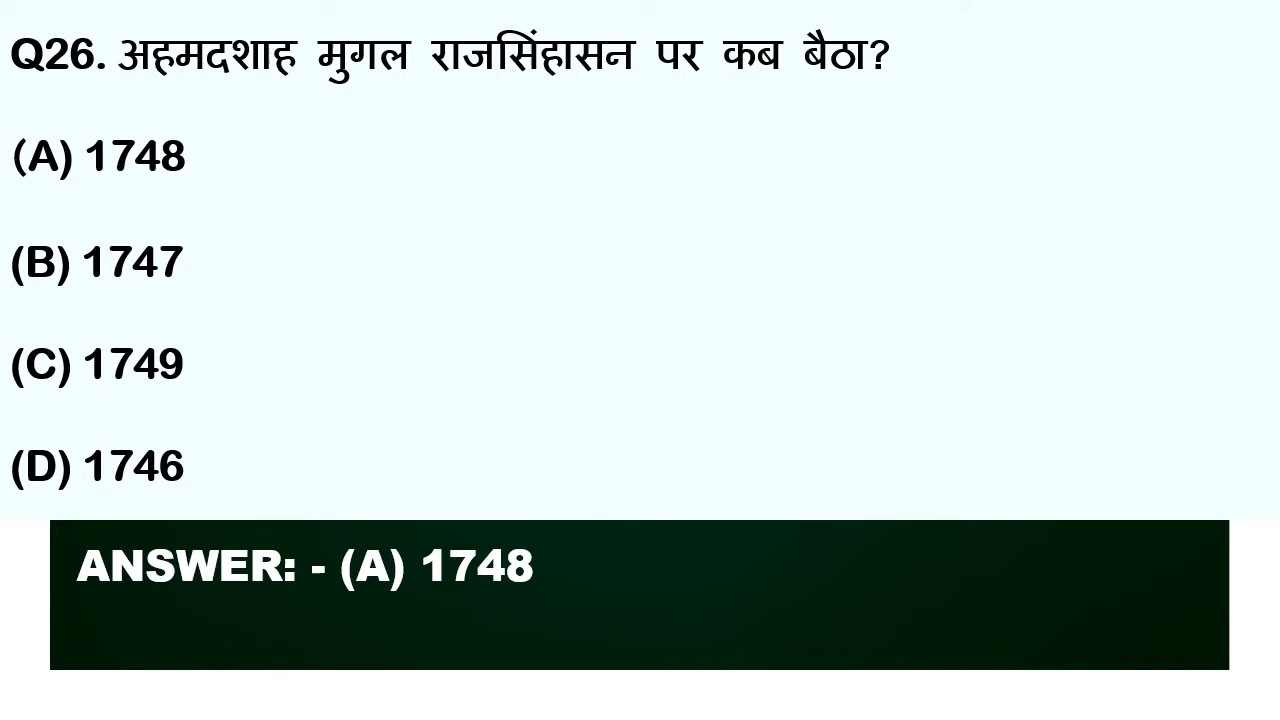 Q26. अहमदशाह मुगल राजसिंहासन पर कब बैठा?
(A) 1748
(B) 1747
(C) 1749
(D) 1746
ANSWER: - (A) 1748